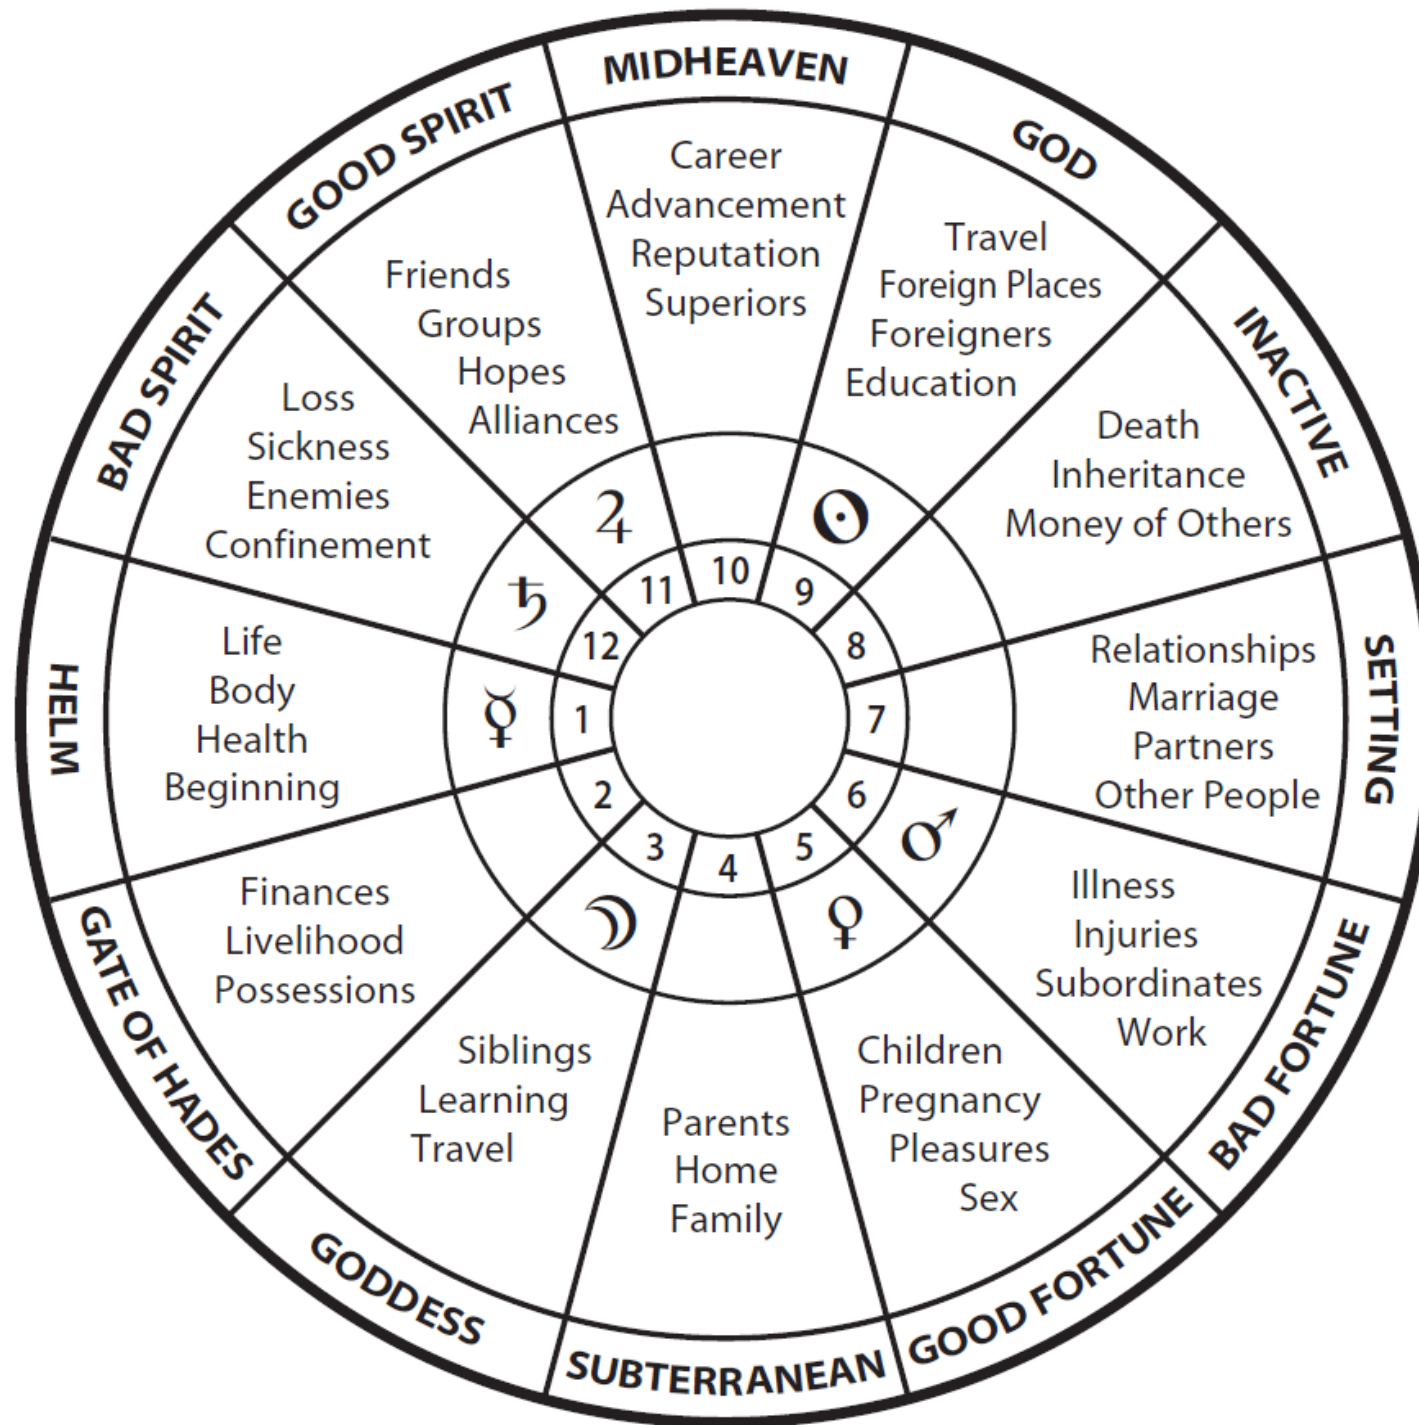 MIDHEAVEN
Career
Advancement
Reputation
Superiors
10
GOD
Travel
Foreign Places
Foreigners
Education
☉
9
INACTIVE
Death
Inheritance
Money of Others
8
SETTING
Relationships
Marriage
Partners
Other People
7
BAD FORTUNE
Illness
Injuries
Subordinates
Work
♂
6
GOOD FORTUNE
Children
Pregnancy
Pleasures
Sex
♀
5
SUBTERRANEAN
Parents
Home
Family
4
GODDESS
Siblings
Learning
Travel
☽
3
GATE OF HADES
Finances
Livelihood
Possessions
2
HELM
Life
Body
Health
Beginning
☿
1
BAD SPIRIT
Loss
Sickness
Enemies
Confinement
♄
12
GOOD SPIRIT
Friends
Groups
Hopes
Alliances
♃
11